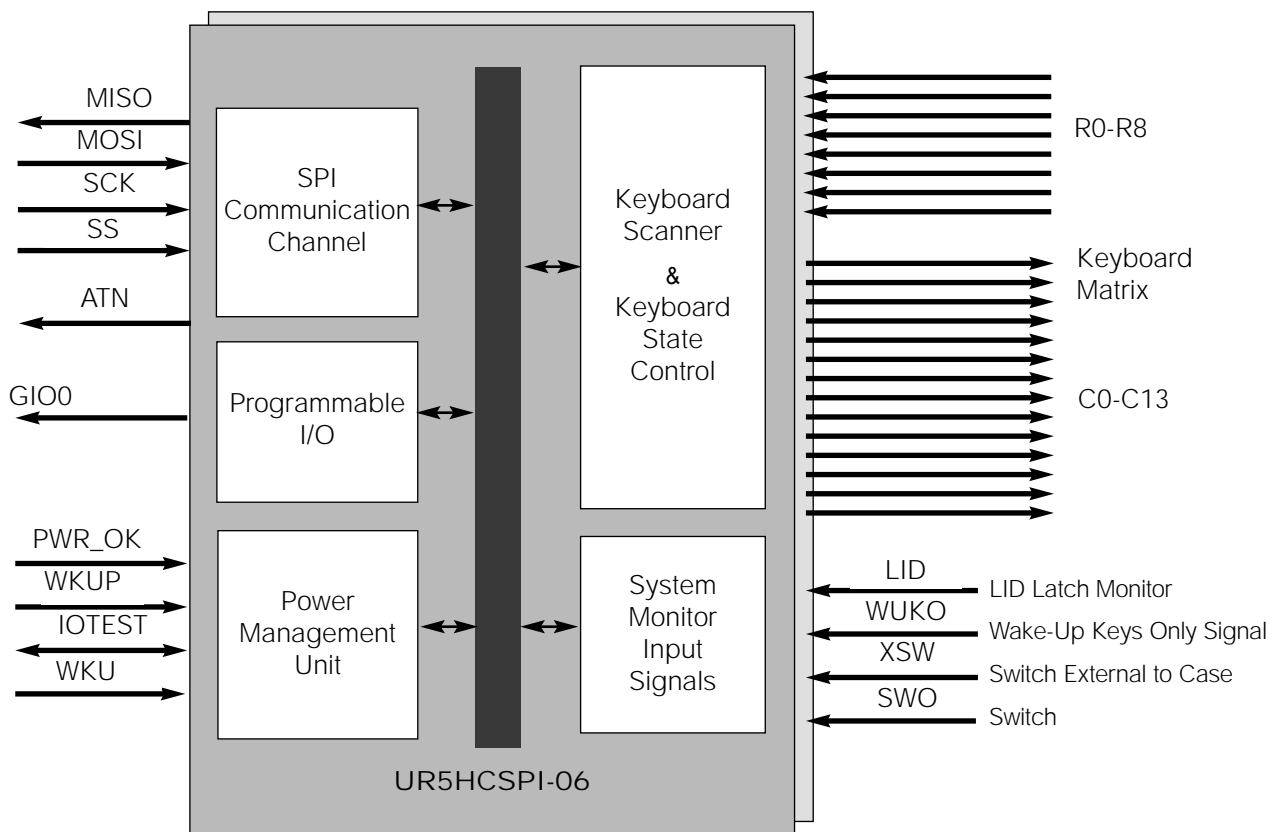 MISO
MOSI
SCK
SS
ATN
GIO0
PWR_OK
WKUP
IOTEST
WKU
SPI
Communication
Channel
Programmable
I/O
Power
Management
Unit
Keyboard
Scanner
&
Keyboard
State
Control
System
Monitor
Input
Signals
R0-R8
Keyboard
Matrix
C0-C13
LID
LID Latch Monitor
WUKO
Wake-Up Keys Only Signal
XSW
Switch External to Case
SWO
Switch
UR5HCSPI-06